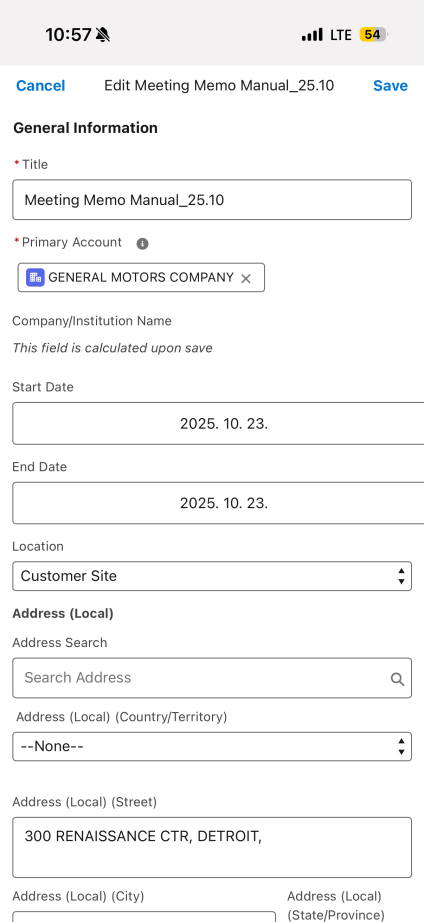 10:57 LTE 54
Cancel Edit Meeting Memo Manual_25.10 Save
General Information
* Title
Meeting Memo Manual_25.10
* Primary Account i
GENERAL MOTORS COMPANY ×
Company/Institution Name
This field is calculated upon save
Start Date
2025. 10. 23.
End Date
2025. 10. 23.
Location
Customer Site
Address (Local)
Address Search
Search Address
Address (Local) (Country/Territory)
--None--
Address (Local) (Street)
300 RENAISSANCE CTR, DETROIT,
Address (Local) (City) Address (Local)
(State/Province)